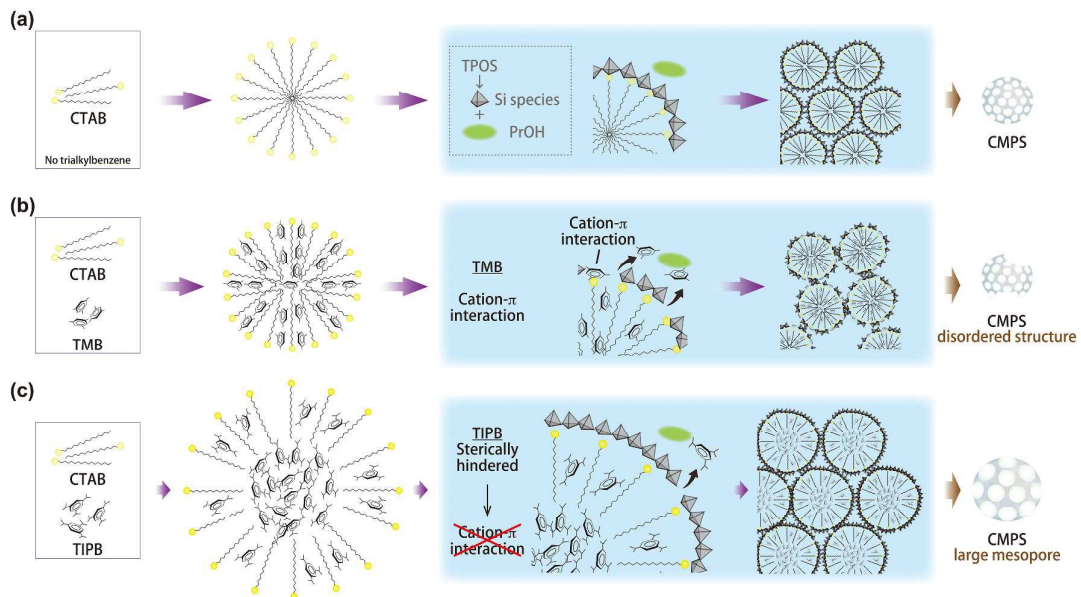 (a)
CTAB
No trialkylbenzene
TPOS
Si species
+
PrOH
CMPS
(b)
CTAB
TMB
Cation-π
interaction
TMB
Cation-π
interaction
CMPS
disordered structure
(c)
CTAB
TIPB
TIPB
Sterically
hindered
Cation-π
interaction
CMPS
large mesopore